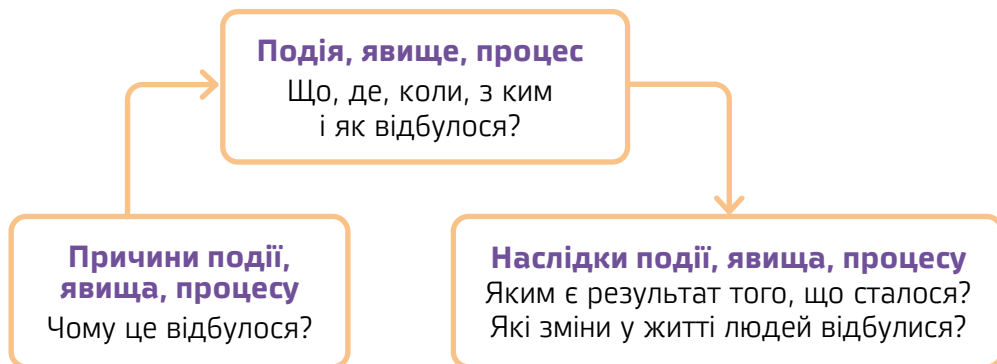 Подія, явище, процес
Що, де, коли, з ким
і як відбулося?
Причини події,
явища, процесу
Чому це відбулося?
Наслідки події, явища, процесу
Яким є результат того, що сталося?
Які зміни у житті людей відбулися?